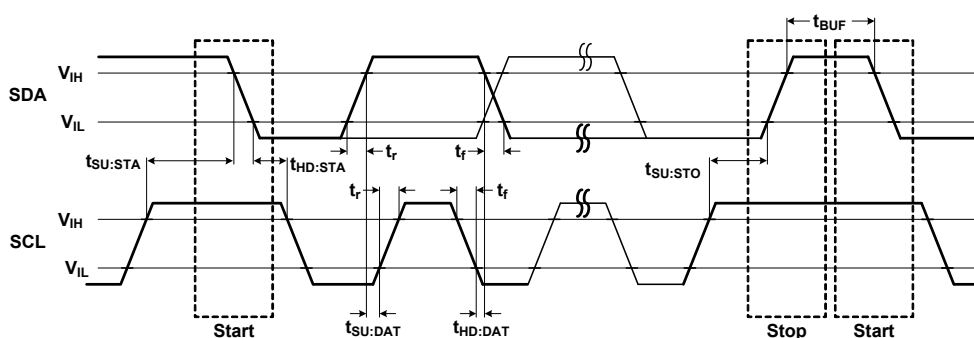 tBUF
VIH
SDA
VIL
tSU:STA
tHD:STA
tr
tf
tSU:STO
tr
tf
VIH
SCL
VIL
tSU:DAT
tHD:DAT
Start
Stop
Start